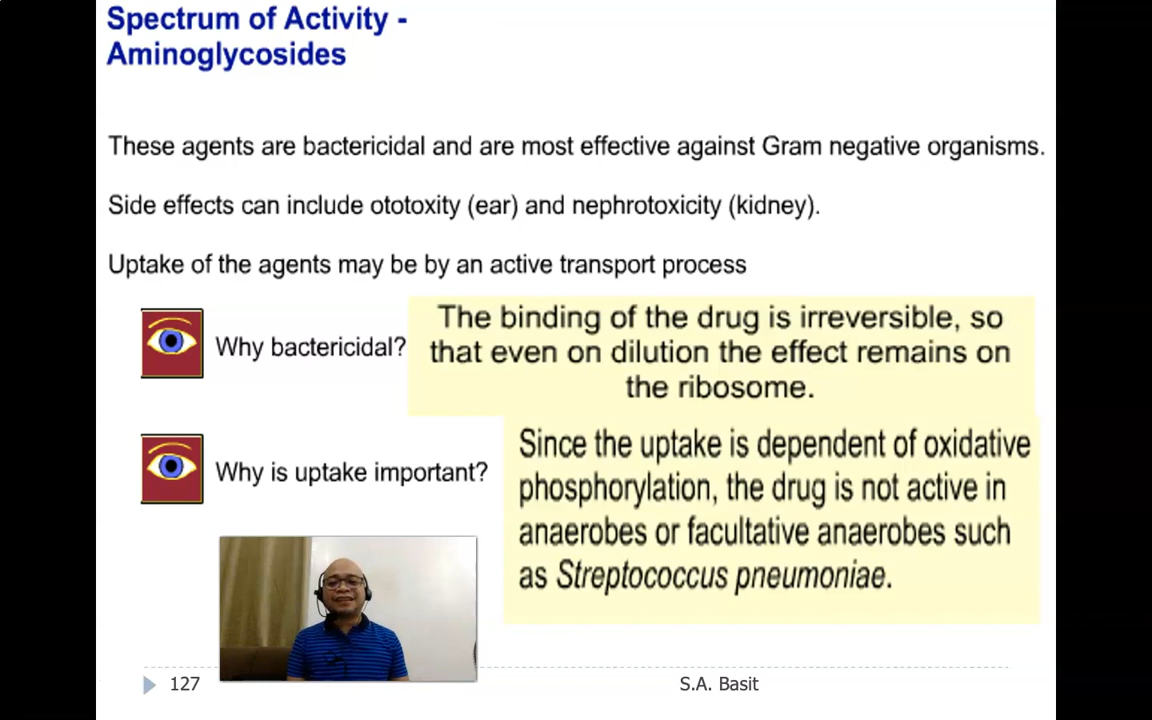 Spectrum of Activity -
Aminoglycosides
These agents are bactericidal and are most effective against Gram negative organisms.
Side effects can include ototoxity (ear) and nephrotoxicity (kidney).
Uptake of the agents may be by an active transport process
Why bactericidal?
The binding of the drug is irreversible, so
that even on dilution the effect remains on
the ribosome.
Why is uptake important?
Since the uptake is dependent of oxidative
phosphorylation, the drug is not active in
anaerobes or facultative anaerobes such
as Streptococcus pneumoniae.
127
S.A. Basit